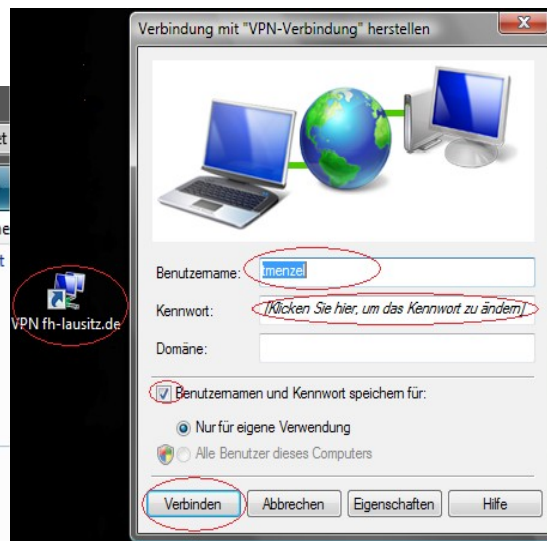 Verbindung mit "VPN-Verbindung" herstellen
VPN fh-lausitz.de
Benutzername:
tmenzel
Kennwort:
[Klicken Sie hier, um das Kennwort zu ändern]
Domäne:
Benutzernamen und Kennwort speichern für:
Nur für eigene Verwendung
Alle Benutzer dieses Computers
Verbinden
Abbrechen
Eigenschaften
Hilfe